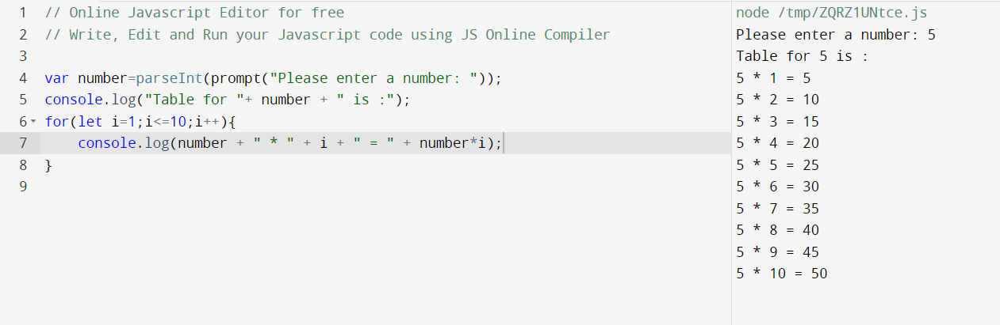 1 // Online Javascript Editor for free
2 // Write, Edit and Run your Javascript code using JS Online Compiler
3
4 var number=parseInt(prompt("Please enter a number: "));
5 console.log("Table for "+ number + " is :");
6 for(let i=1;i<=10;i++){
7     console.log(number + " * " + i + " = " + number*i);
8 }
9
node /tmp/ZQRZ1UNtce.js
Please enter a number: 5
Table for 5 is :
5 * 1 = 5
5 * 2 = 10
5 * 3 = 15
5 * 4 = 20
5 * 5 = 25
5 * 6 = 30
5 * 7 = 35
5 * 8 = 40
5 * 9 = 45
5 * 10 = 50